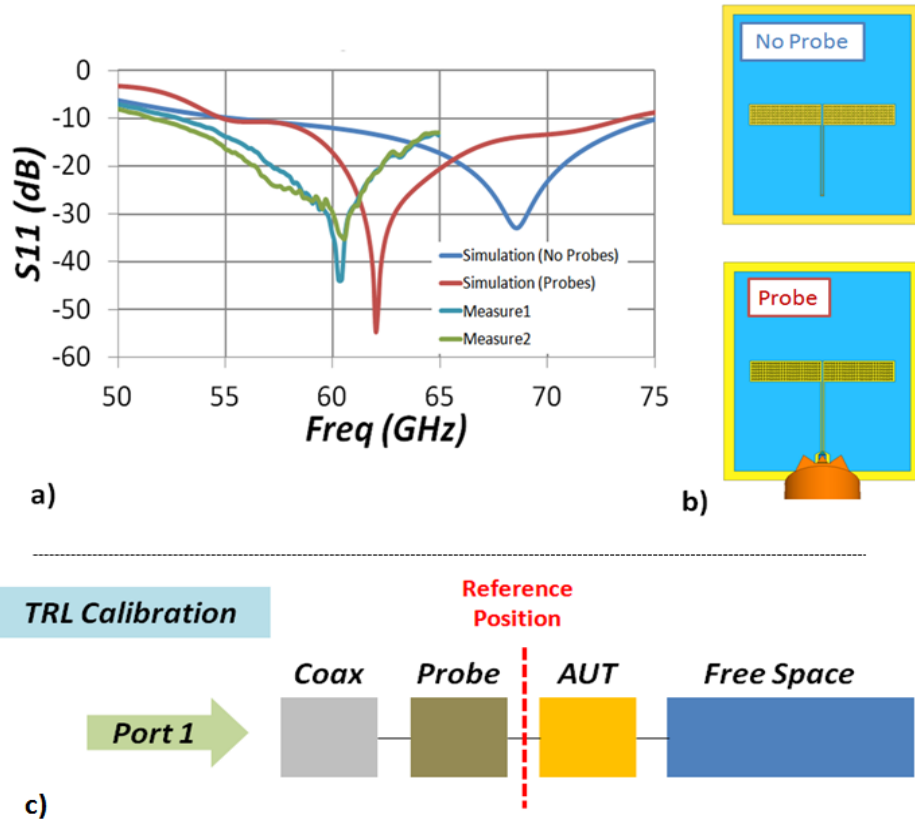 0
-10
-20
-30
-40
-50
-60
50
55
60
65
70
75
S11 (dB)
Freq (GHz)
Simulation (No Probes)
Simulation (Probes)
Measure1
Measure2
a)
No Probe
Probe
b)
TRL Calibration
Reference
Position
Coax
Probe
AUT
Free Space
Port 1
c)